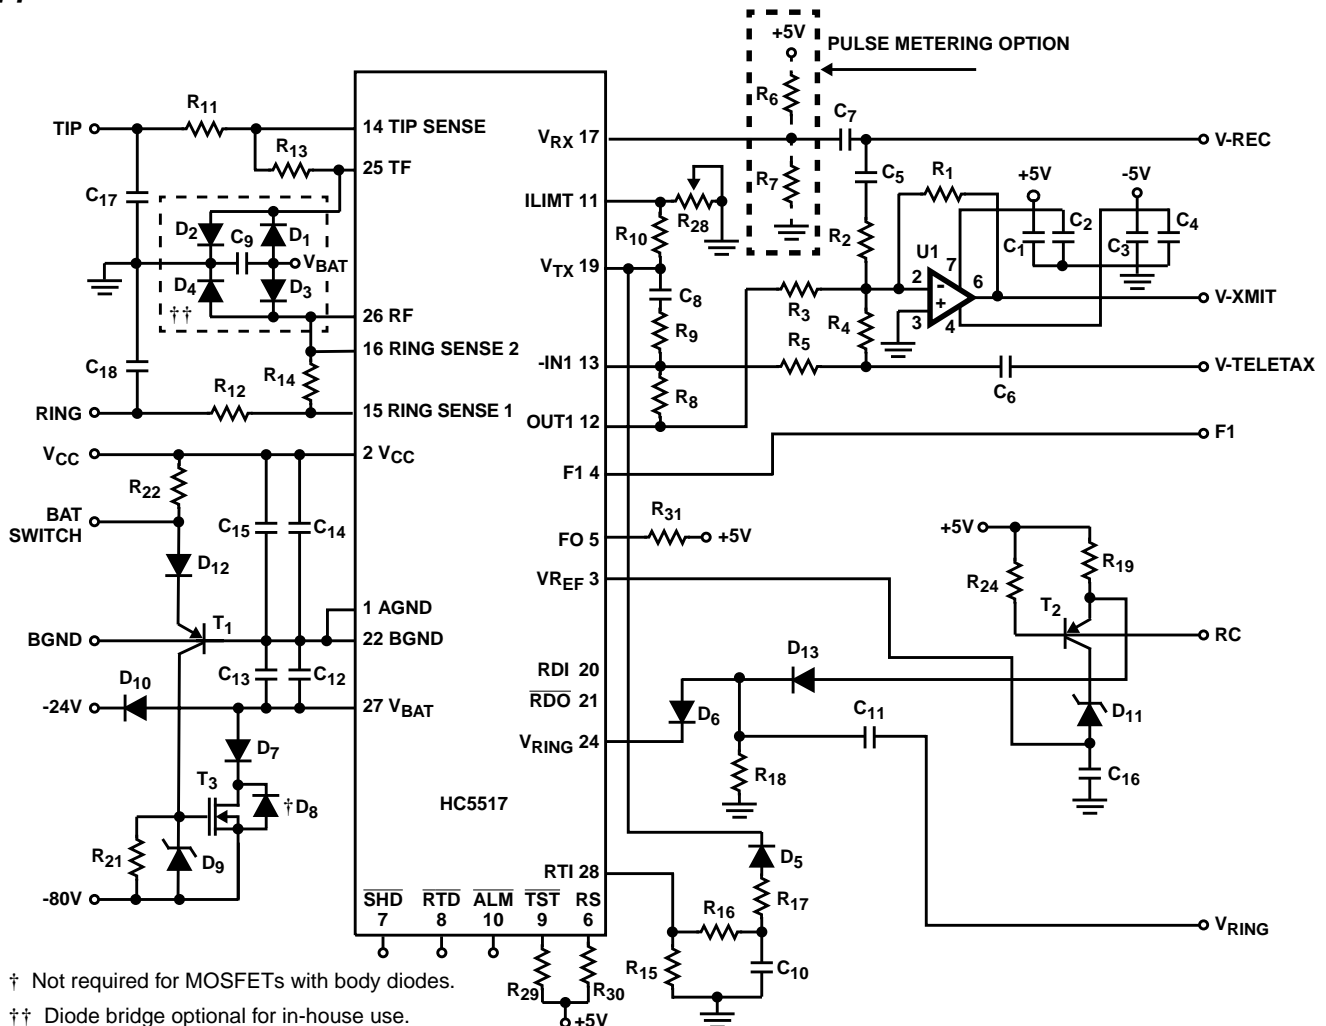 +5V
PULSE METERING OPTION
R11
R6
C7
TIP
14 TIP SENSE
VRX 17
V-REC
R13
25 TF
C5
R1
+5V
-5V
C17
R7
ILIMT 11
R28
D2
C9
D1
R10
R2
C1
C2
C3
C4
VBAT
U1
7
VTX 19
2
-
6
D4
D3
C8
R3
+
V-XMIT
††
26 RF
R9
R4
3
4
16 RING SENSE 2
R5
C18
R14
-IN1 13
V-TELETAX
R12
R8
C6
RING
15 RING SENSE 1
OUT1 12
F1
VCC
2 VCC
F1 4
R22
BAT
SWITCH
C15
C14
R31
+5V
FO 5
+5V
D12
VREF 3
R24
R19
1 AGND
T2
BGND
T1
22 BGND
RC
D13
D10
C13
C12
RDI 20
RDO 21
-24V
27 VBAT
D6
C11
D11
D7
VRING 24
R18
C16
T3
†D8
HC5517
R21
D9
D5
RTI 28
R17
-80V
SHD
RTD
ALM
TST
RS
7
8
10
9
6
R16
VRING
R15
C10
† Not required for MOSFETs with body diodes.
R29
R30
†† Diode bridge optional for in-house use.
+5V